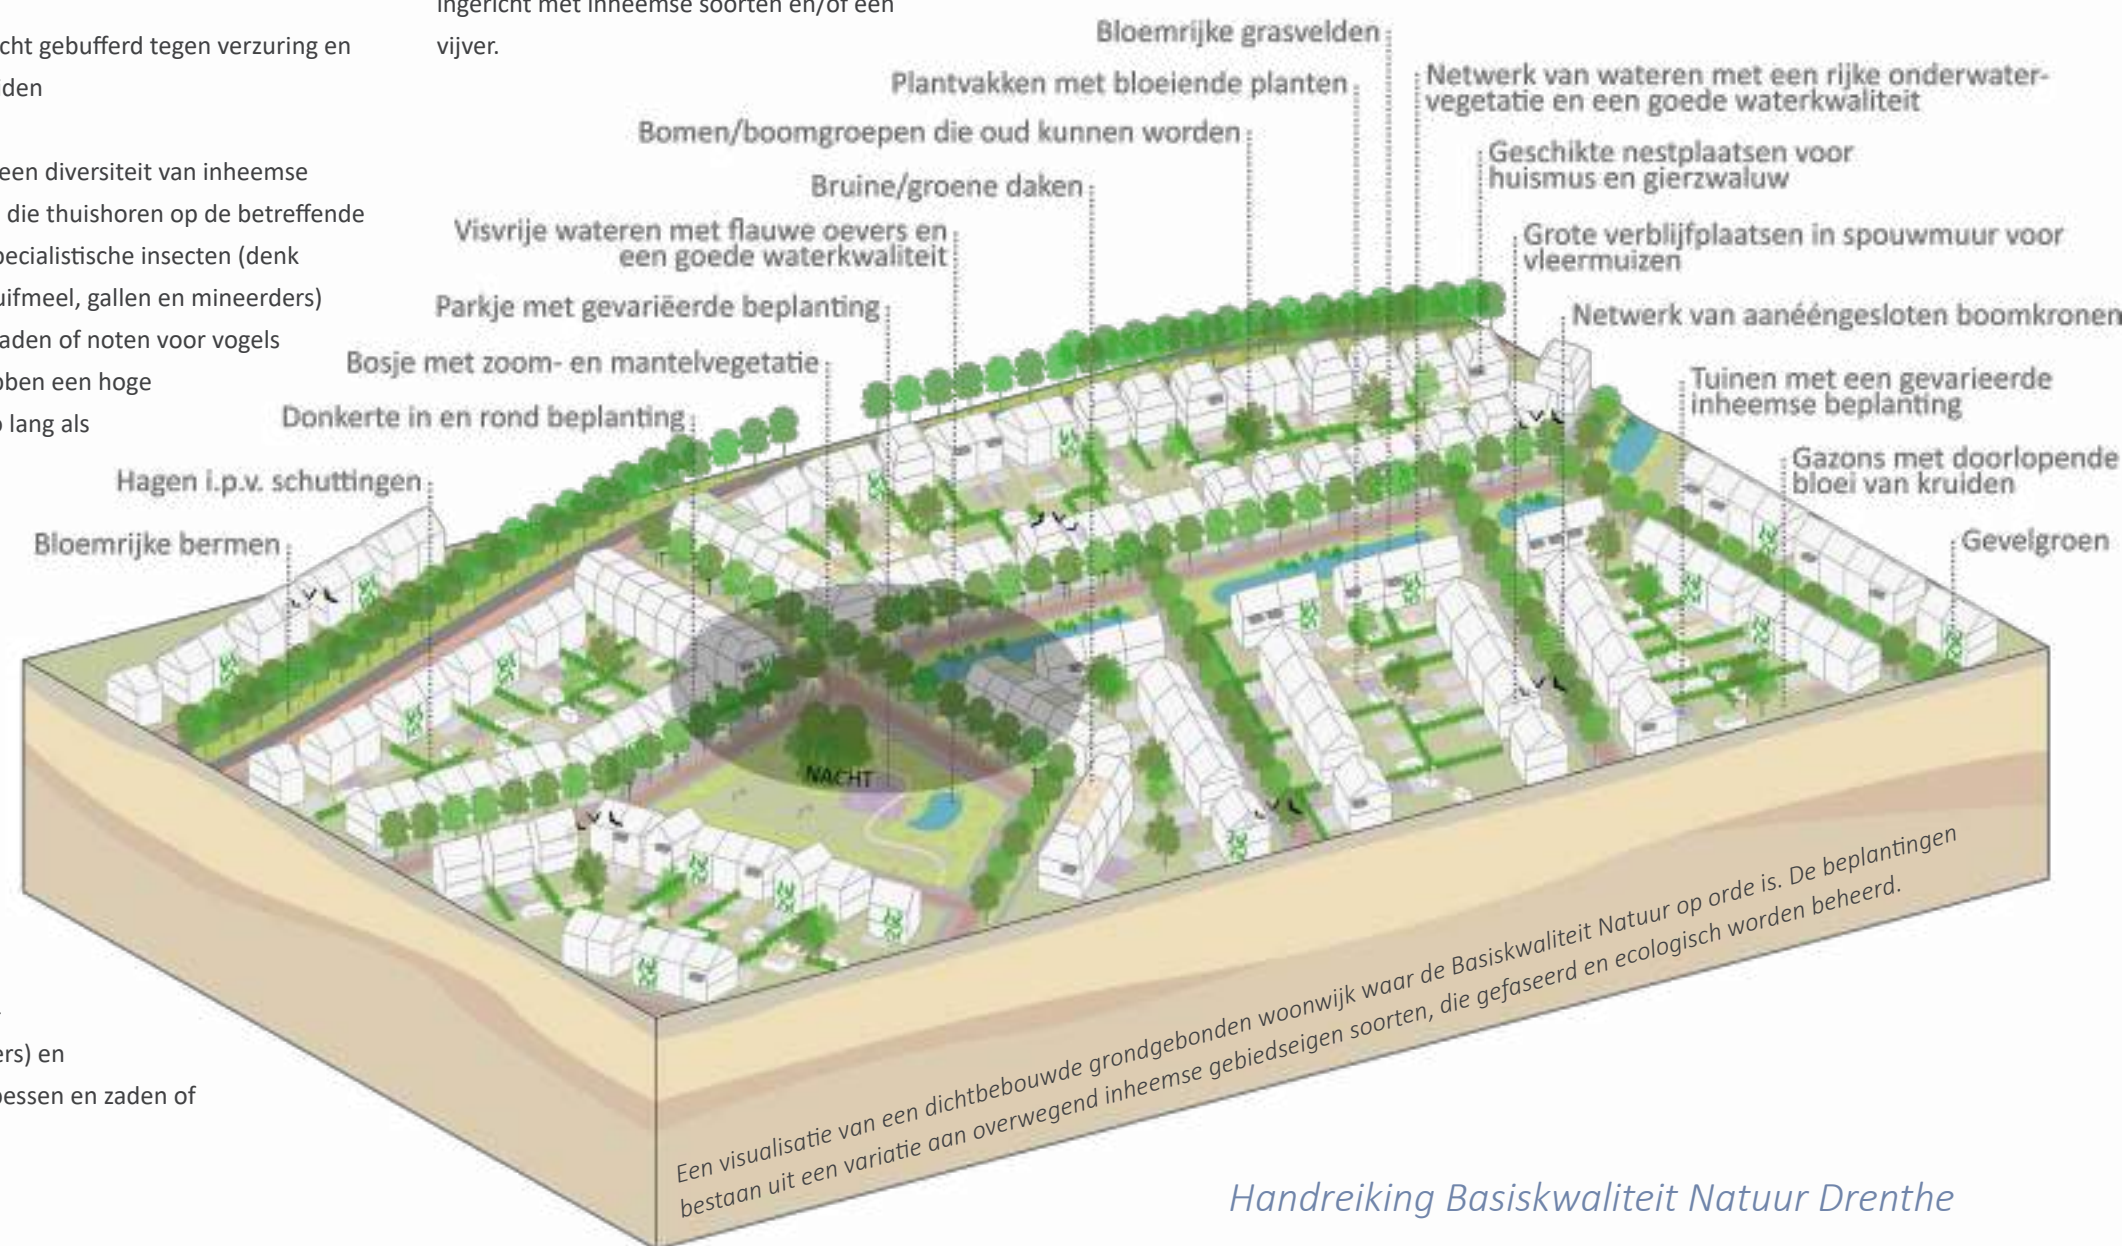 cht gebufferd tegen verzuring en
den
een diversiteit van inheemse
die thuishoren op de betreffende
pecialistische insecten (denk
uifmeel, gallen en mineerders)
aden of noten voor vogels
bben een hoge
o lang als
ers) en
bessen en zaden of
ingericht met inheemse soorten en/of een
vijver.
Bloemrijke grasvelden
Plantvakken met bloeiende planten
Bomen/boomgroepen die oud kunnen worden
Bruine/groene daken
Visvrije wateren met flauwe oevers en
een goede waterkwaliteit
Parkje met gevariëerde beplanting
Bosje met zoom- en mantelvegetatie
Donkerte in en rond beplanting
Hagen i.p.v. schuttingen
Bloemrijke bermen
Netwerk van wateren met een rijke onderwater-
vegetatie en een goede waterkwaliteit
Geschikte nestplaatsen voor
huismus en gierzwaluw
Grote verblijfplaatsen in spouwmuur voor
vleermuizen
Netwerk van aanééngesloten boomkronen
Tuinen met een gevarieerde
inheemse beplanting
Gazons met doorlopende
bloei van kruiden
Gevelgroen
NACHT
Een visualisatie van een dichtbebouwde grondgebonden woonwijk waar de Basiskwaliteit Natuur op orde is. De beplantingen
bestaan uit een variatie aan overwegend inheemse gebiedseigen soorten, die gefaseerd en ecologisch worden beheerd.
Handreiking Basiskwaliteit Natuur Drenthe